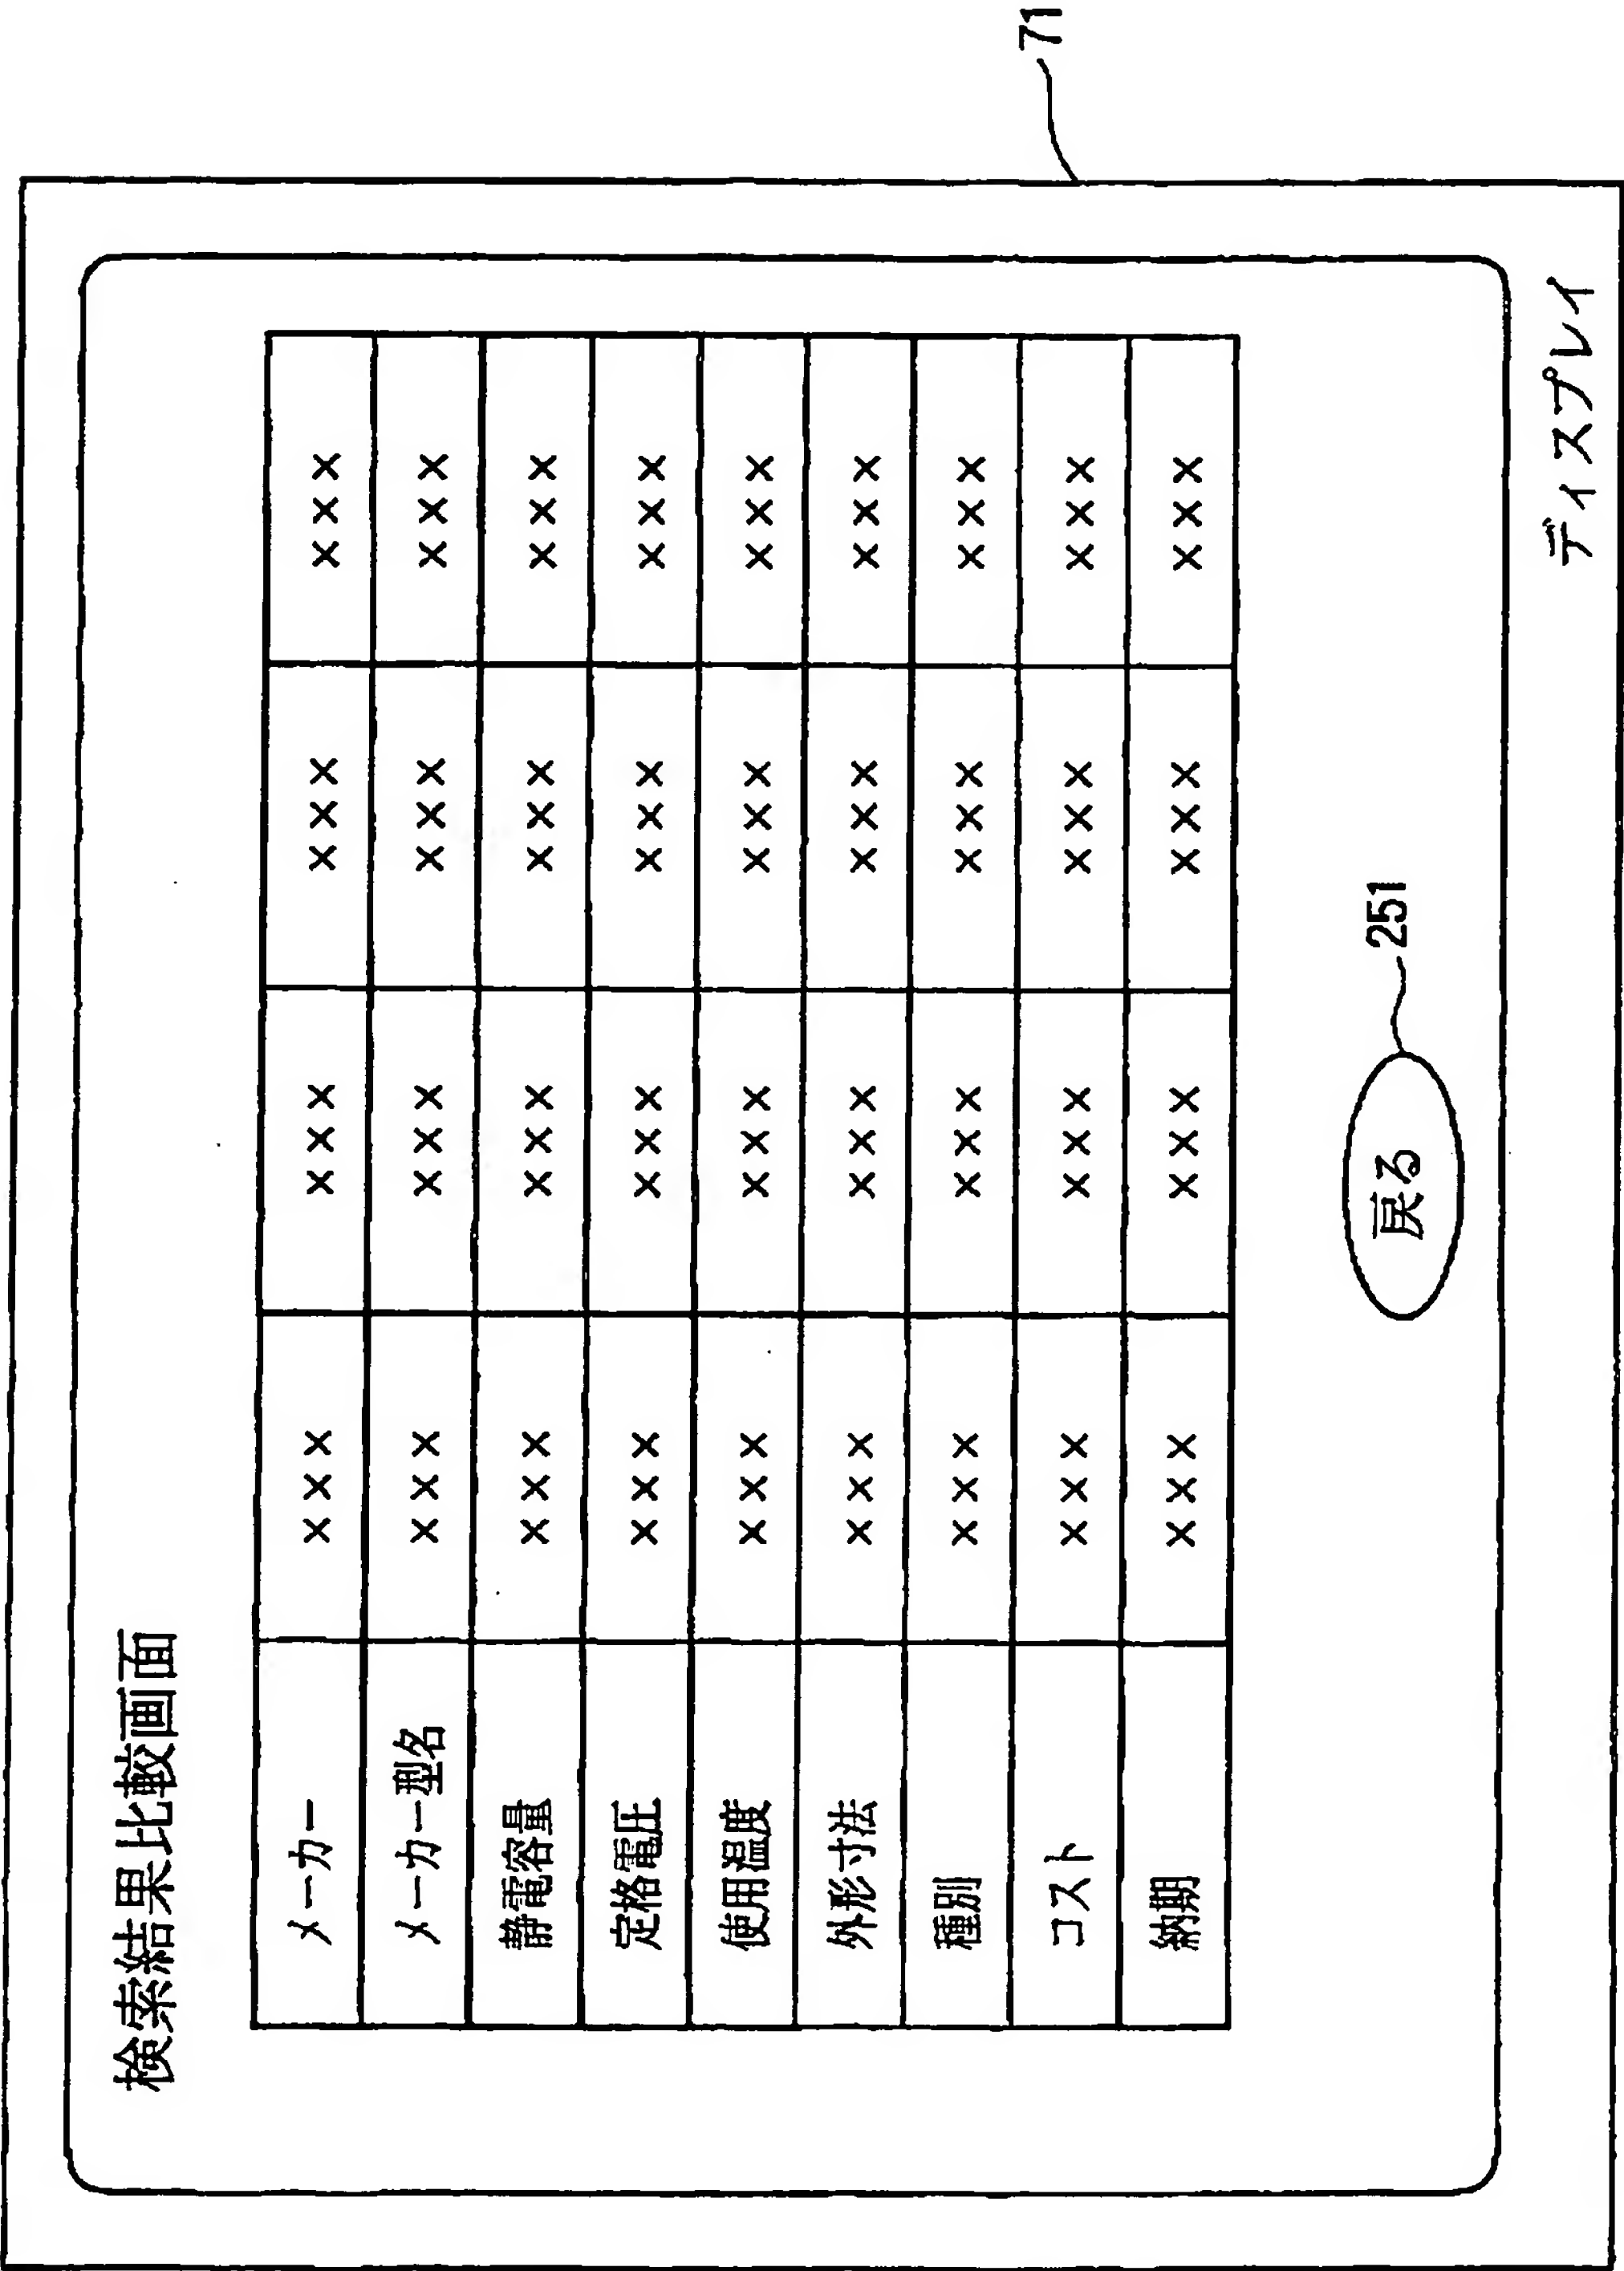 検索結果比較画面
メーカー ××× ××× ××× ×××
メーカー型名 ××× ××× ××× ×××
静電容量 ××× ××× ××× ×××
定格電圧 ××× ××× ××× ×××
使用温度 ××× ××× ××× ×××
外形寸法 ××× ××× ××× ×××
種別 ××× ××× ××× ×××
コスト ××× ××× ××× ×××
納期 ××× ××× ××× ×××
戻る
251
ディスプレイ
71